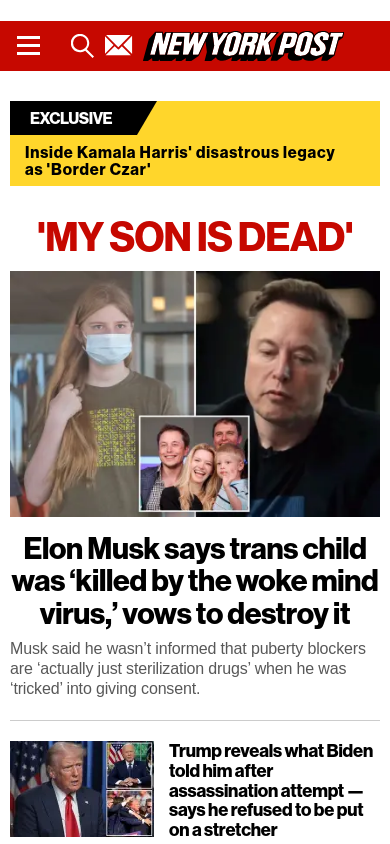 NEW YORK POST
EXCLUSIVE
Inside Kamala Harris' disastrous legacy
as 'Border Czar'
'MY SON IS DEAD'
Elon Musk says trans child
was ‘killed by the woke mind
virus,’ vows to destroy it
Musk said he wasn’t informed that puberty blockers
are ‘actually just sterilization drugs’ when he was
‘tricked’ into giving consent.
Trump reveals what Biden
told him after
assassination attempt —
says he refused to be put
on a stretcher